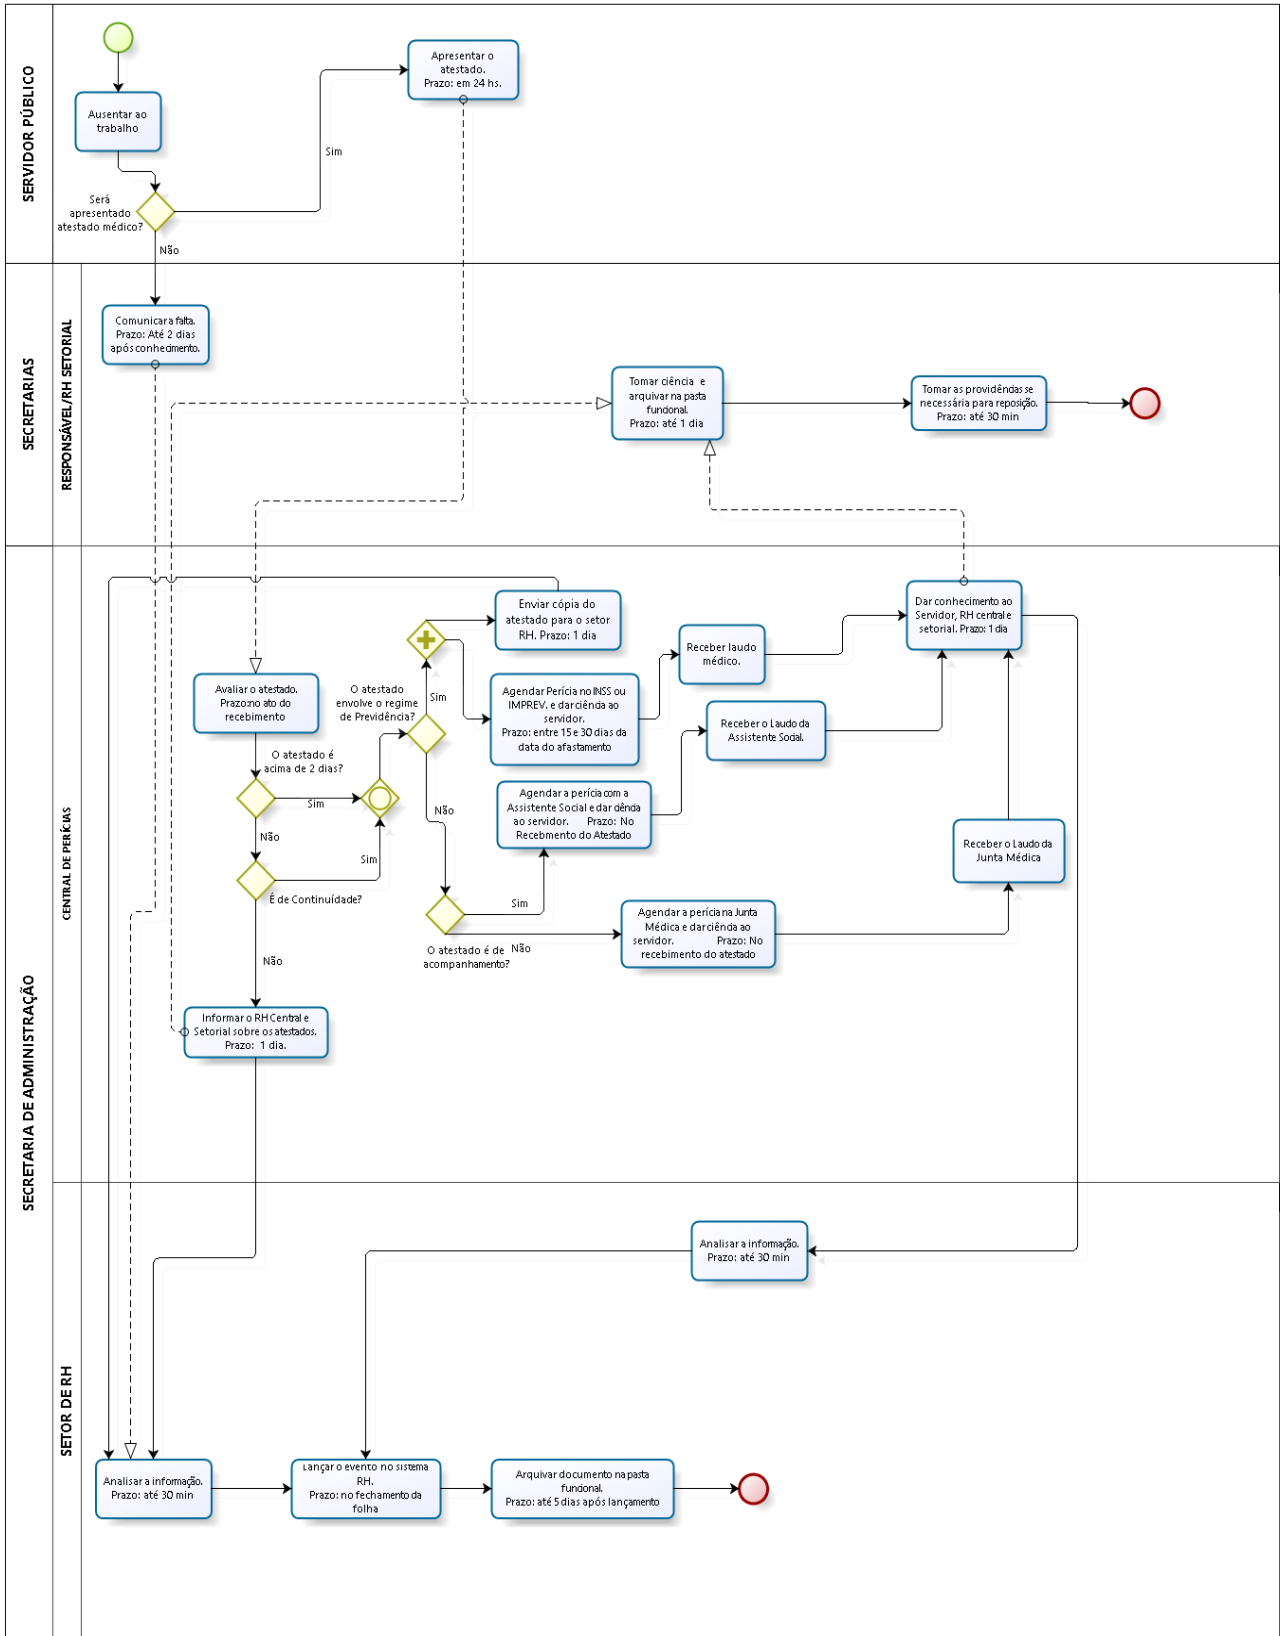 SERVIDOR PÚBLICO
Ausentar ao
trabalho
Será
apresentado
atestado médico?
Sim
Não
Apresentar o
atestado.
Prazo: em 24 hs.
SECRETARIAS
RESPONSÁVEL/RH SETORIAL
Comunicar a falta.
Prazo: Até 2 dias
após conhecimento.
Tomar ciência e
arquivar na pasta
funcional.
Prazo: até 1 dia
Tomar as providências se
necessária para reposição.
Prazo: até 30 min
SECRETARIA DE ADMINISTRAÇÃO
CENTRAL DE PERÍCIAS
Enviar cópia do
atestado para o setor
RH. Prazo: 1 dia
Dar conhecimento ao
Servidor, RH central e
setorial. Prazo: 1 dia
Receber laudo
médico.
Avaliar o atestado.
Prazo:no ato do
recebimento
O atestado
envolve o regime
de Previdência?
Sim
Agendar Perícia no INSS ou
IMPREV. e dar ciência ao
servidor.
Prazo: entre 15 e 30 dias da
data do afastamento
Receber o Laudo da
Assistente Social.
O atestado é
acima de 2 dias?
Sim
Não
Não
Agendar a perícia com a
Assistente Social e dar ciência
ao servidor. Prazo: No
Recebmento do Atestado
Sim
É de Continuídade?
Receber o Laudo da
Junta Médica
Sim
Não
O atestado é de
acompanhamento?
Agendar a perícia na Junta
Médica e dar ciência ao
servidor. Prazo: No
recebimento do atestado
Não
Informar o RH Central e
Setorial sobre os atestados.
Prazo: 1 dia.
SETOR DE RH
Analisar a informação.
Prazo: até 30 min
Analisar a informação.
Prazo: até 30 min
Lançar o evento no sistema
RH.
Prazo: no fechamento da
folha
Arquivar documento na pasta
funcional.
Prazo: até 5 dias após lançamento